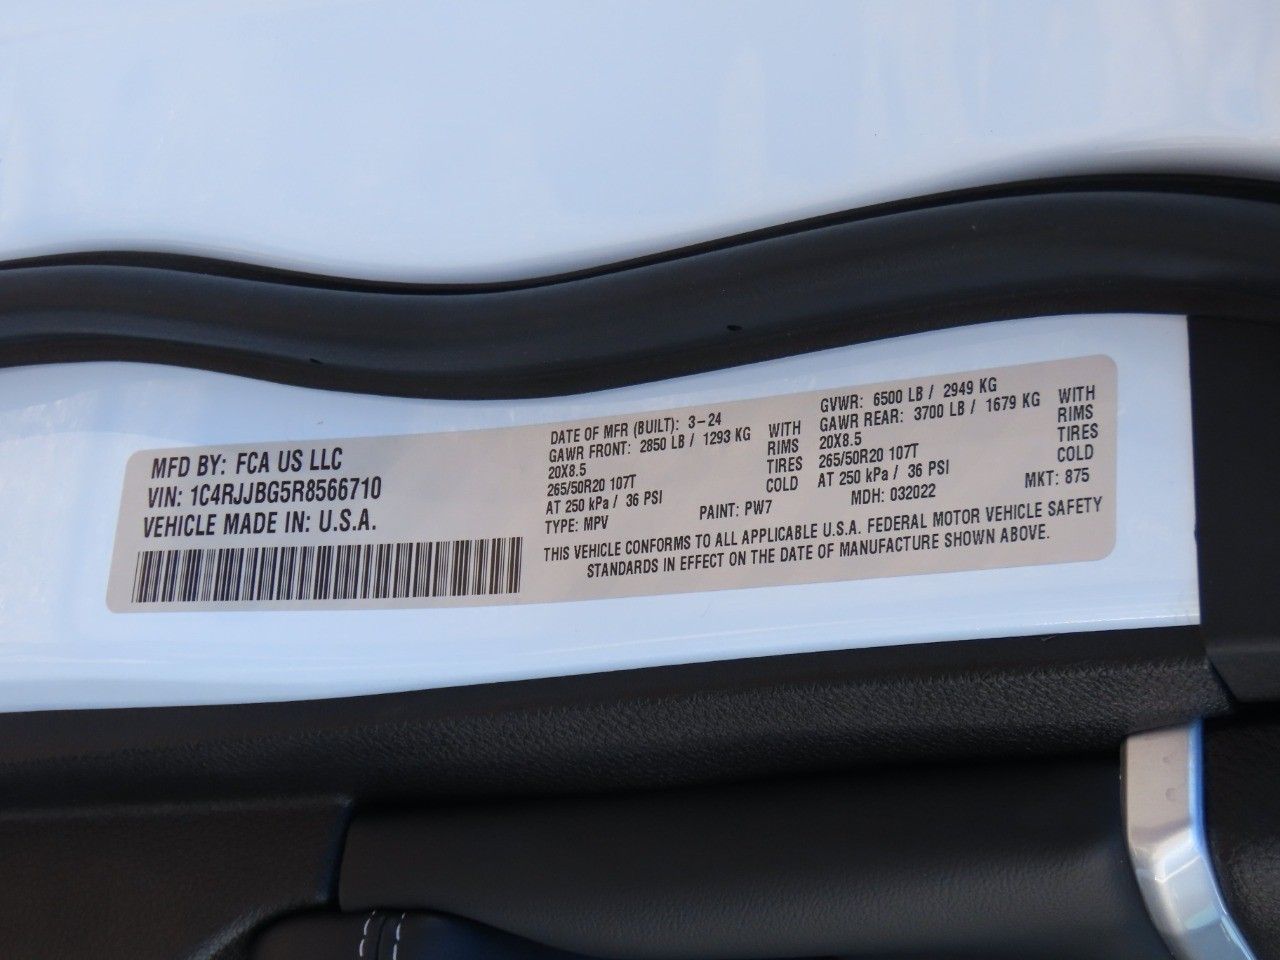 MFD BY: FCA US LLC
VIN: 1C4RJJBG5R8566710
VEHICLE MADE IN: U.S.A.
DATE OF MFR (BUILT): 3-24
GAWR FRONT: 2850 LB / 1293 KG WITH
20X8.5 RIMS
265/50R20 107T TIRES
AT 250 kPa / 36 PSI COLD
TYPE: MPV PAINT: PW7
GVWR: 6500 LB / 2949 KG
GAWR REAR: 3700 LB / 1679 KG WITH
20X8.5 RIMS
265/50R20 107T TIRES
AT 250 kPa / 36 PSI COLD
MDH: 032022 MKT: 875
THIS VEHICLE CONFORMS TO ALL APPLICABLE U.S.A. FEDERAL MOTOR VEHICLE SAFETY
STANDARDS IN EFFECT ON THE DATE OF MANUFACTURE SHOWN ABOVE.